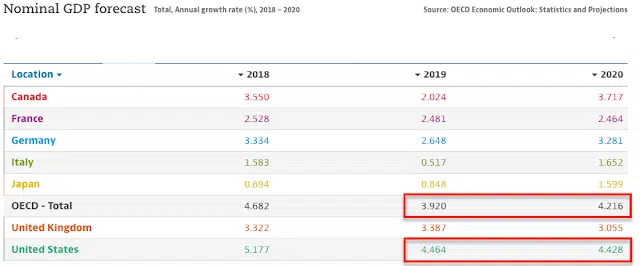 Nominal GDP forecast Total, Annual growth rate (%), 2018 – 2020 Source: OECD Economic Outlook: Statistics and Projections
Location 2018 2019 2020
Canada 3.550 2.024 3.717
France 2.528 2.481 2.464
Germany 3.334 2.648 3.281
Italy 1.583 0.517 1.652
Japan 0.694 0.848 1.599
OECD - Total 4.682 3.920 4.216
United Kingdom 3.322 3.387 3.055
United States 5.177 4.464 4.428